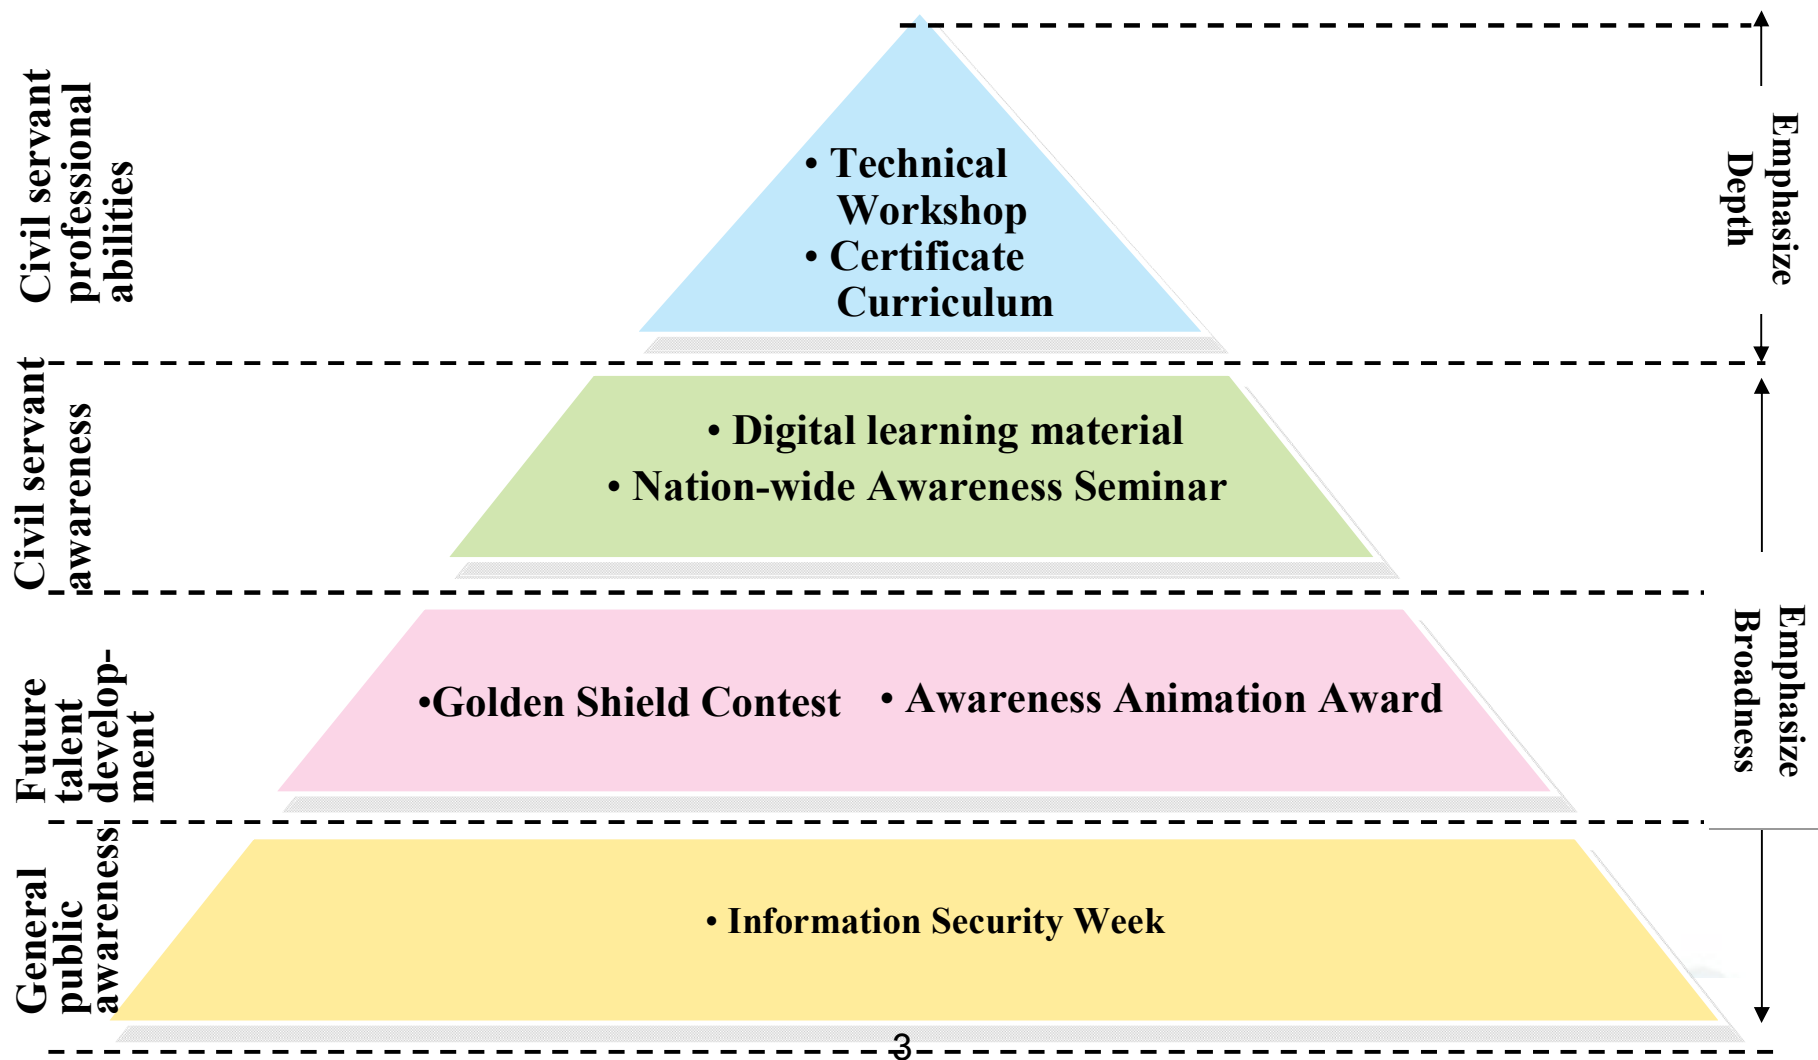 Civil servant
professional
abilities
• Technical
Workshop
• Certificate
Curriculum
Emphasize
Depth
Civil servant
awareness
• Digital learning material
• Nation-wide Awareness Seminar
Future
talent
develop-
ment
•Golden Shield Contest
• Awareness Animation Award
Emphasize
Broadness
General
public
awareness
• Information Security Week
3